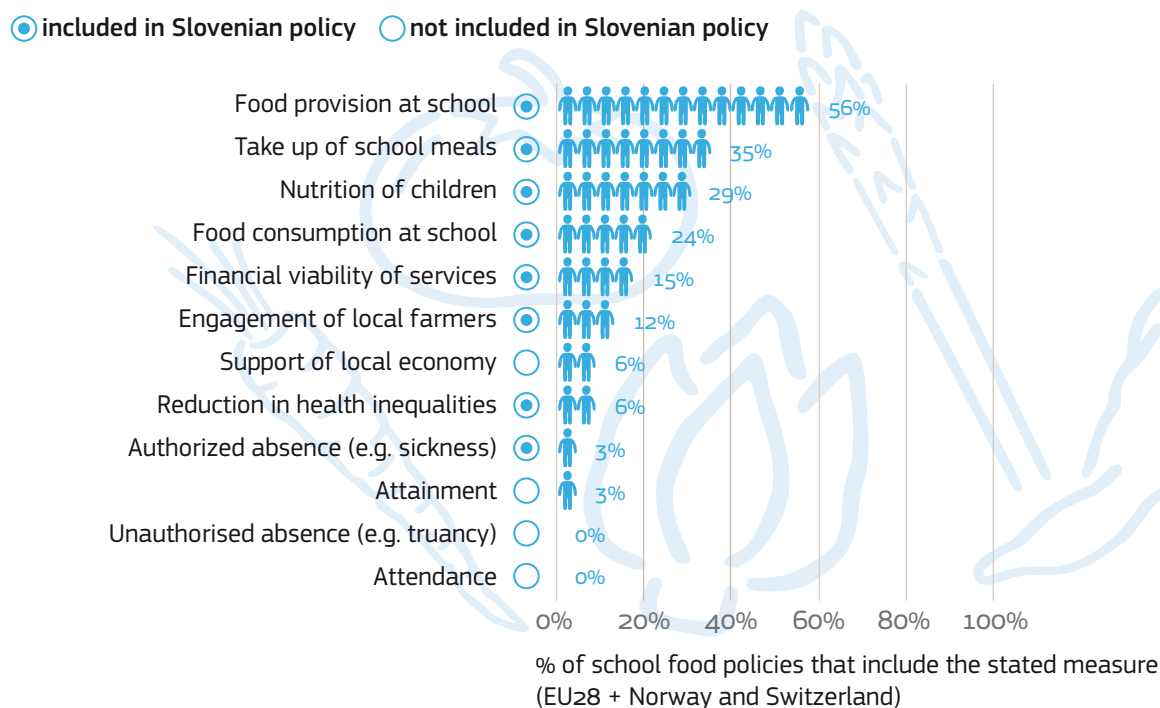 included in Slovenian policy not included in Slovenian policy
Food provision at school 56%
Take up of school meals 35%
Nutrition of children 29%
Food consumption at school 24%
Financial viability of services 15%
Engagement of local farmers 12%
Support of local economy 6%
Reduction in health inequalities 6%
Authorized absence (e.g. sickness) 3%
Attainment 3%
Unauthorised absence (e.g. truancy) 0%
Attendance 0%
0% 20% 40% 60% 80% 100%
% of school food policies that include the stated measure
(EU28 + Norway and Switzerland)